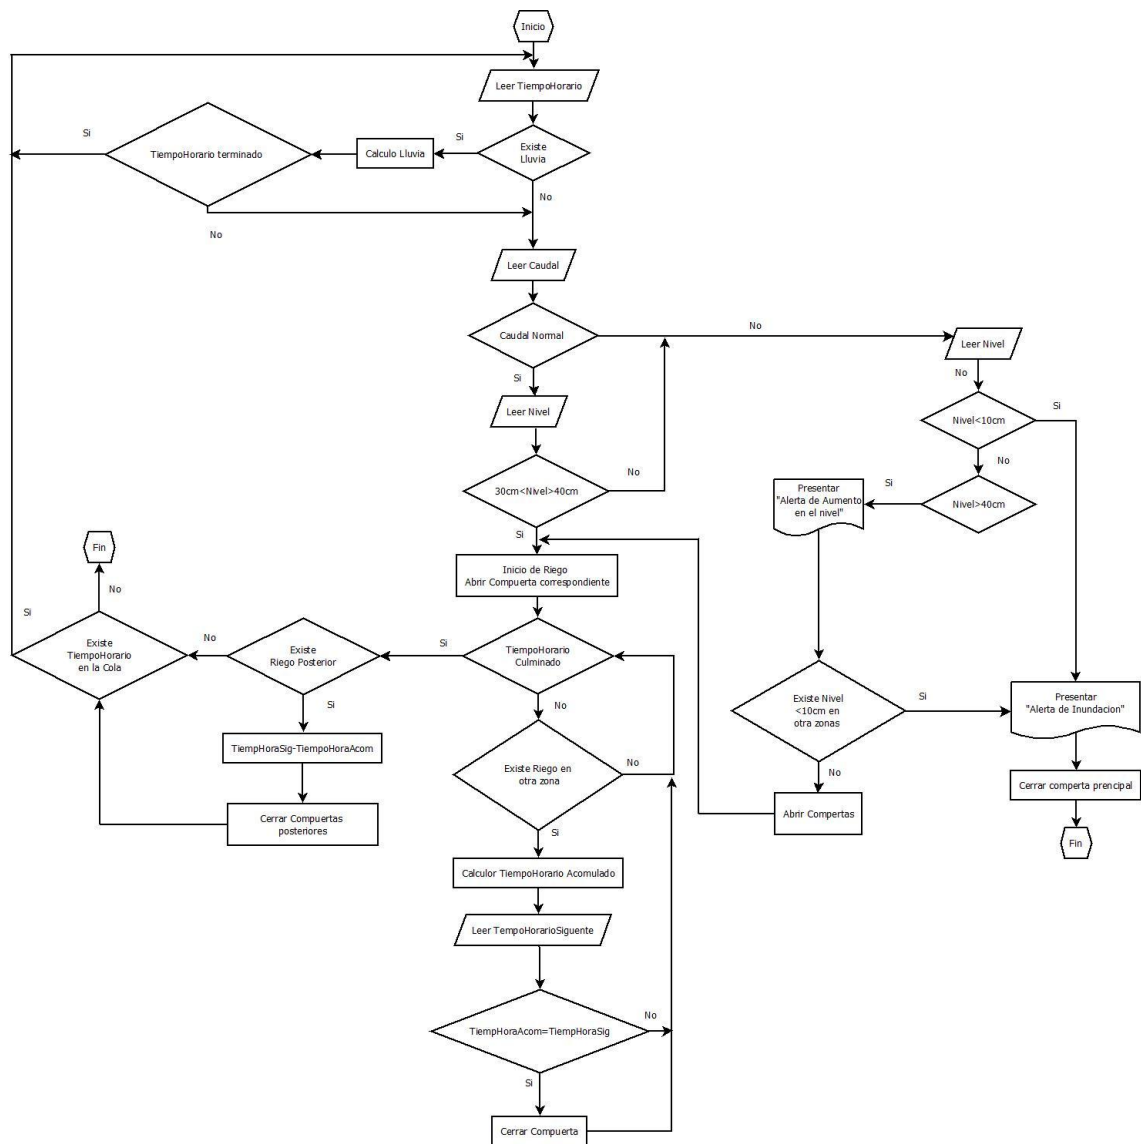 Inicio
Leer TiempoHorario
Si
TiempoHorario terminado
Calculo Lluvia
Si
Existe
Lluvia
No
No
Leer Caudal
Caudal Normal
No
Leer Nivel
Si
No
Leer Nivel
Si
Nivel<10cm
No
30cm<Nivel>40cm
No
Presentar
"Alerta de Aumento
en el nivel"
Si
Nivel>40cm
Si
Fin
Inicio de Riego
Abrir Compuerta correspondiente
No
Si
Existe
TiempoHorario
en la Cola
No
Existe
Riego Posterior
Si
TiempoHorario
Culminado
Si
No
Existe Nivel
<10cm en
otra zonas
Si
Presentar
"Alerta de Inundacion"
TiempHoraSig-TiempoHoraAcom
Existe Riego en
otra zona
No
No
Cerrar comperta prencipal
Cerrar Compuertas
posteriores
Abrir Compertas
Si
Fin
Calculor TiempoHorario Acomulado
Leer TempoHorarioSiguente
TiempHoraAcom=TiempHoraSig
No
Si
Cerrar Compuerta